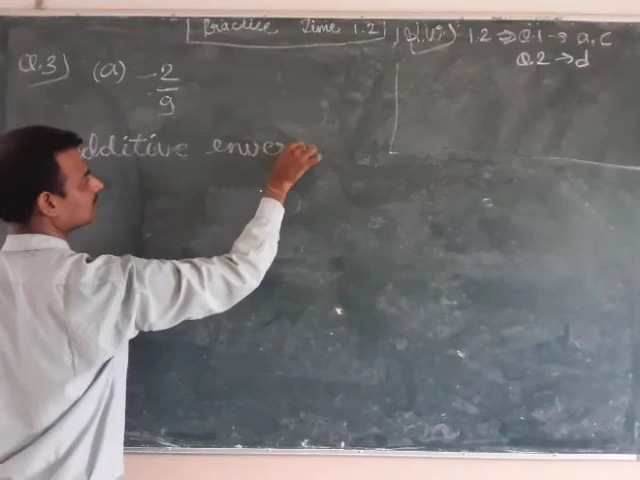 Practice Time 1.2
1.2 → Q.1 → a, c
Q.2 → d
Q.3) (a) -2/9
additive enve